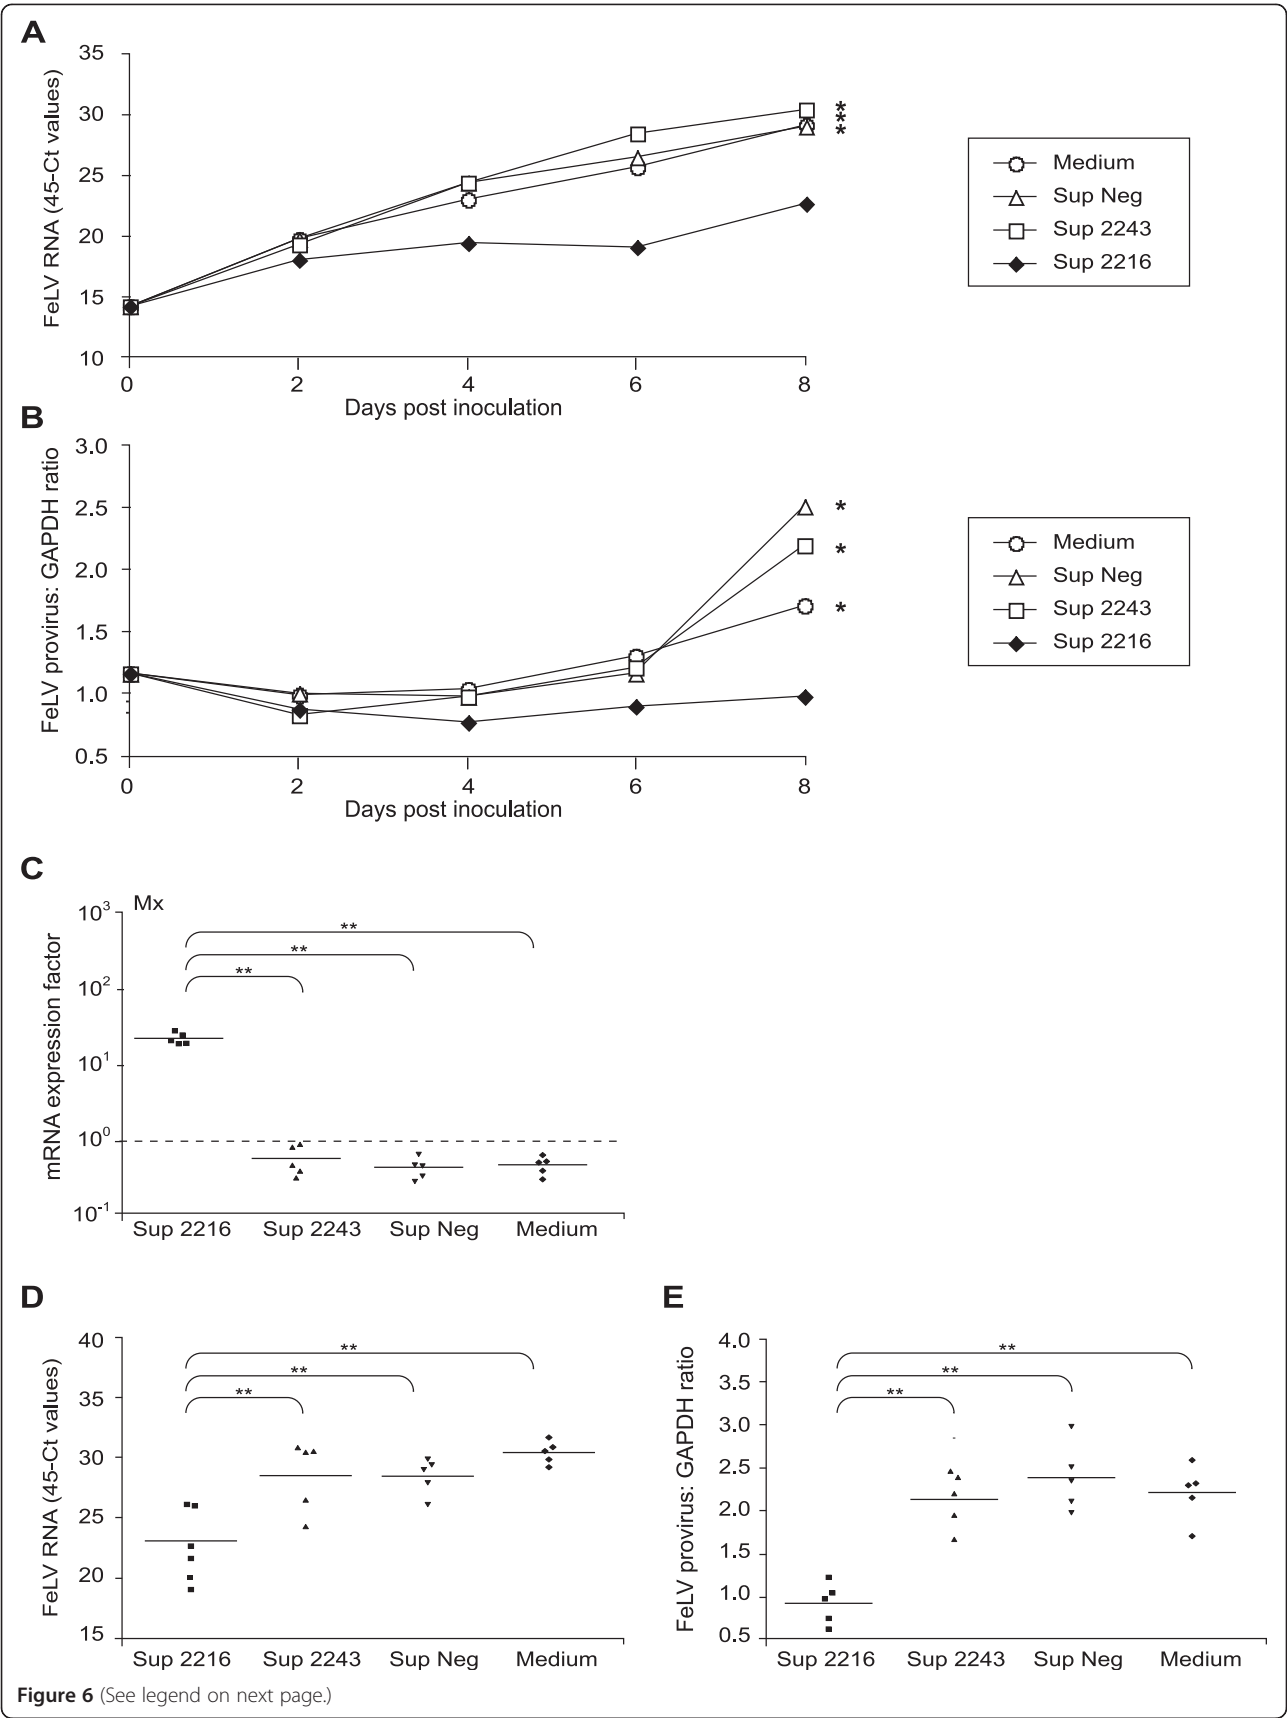 A
FeLV RNA (45-Ct values)
35
30
25
20
15
10
0 2 4 6 8
Days post inoculation
*
*
*
Medium
Sup Neg
Sup 2243
Sup 2216
B
FeLV provirus: GAPDH ratio
3.0
2.5
2.0
1.5
1.0
0.5
0 2 4 6 8
Days post inoculation
*
*
*
Medium
Sup Neg
Sup 2243
Sup 2216
C
Mx
mRNA expression factor
10³
10²
10¹
10⁰
10⁻¹
**
**
**
Sup 2216 Sup 2243 Sup Neg Medium
D
FeLV RNA (45-Ct values)
40
35
30
25
20
15
**
**
**
Sup 2216 Sup 2243 Sup Neg Medium
E
FeLV provirus: GAPDH ratio
4.0
3.5
3.0
2.5
2.0
1.5
1.0
0.5
**
**
**
Sup 2216 Sup 2243 Sup Neg Medium
Figure 6 (See legend on next page.)